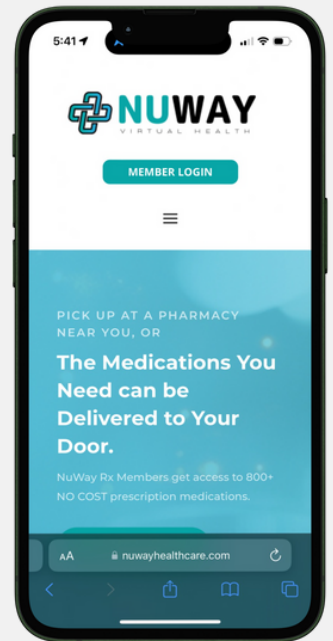 5:41
NUWAY
VIRTUAL HEALTH
MEMBER LOGIN
PICK UP AT A PHARMACY
NEAR YOU, OR
The Medications You
Need can be
Delivered to Your
Door.
NuWay Rx Members get access to 800+
NO COST prescription medications.
AA
nuwayhealthcare.com